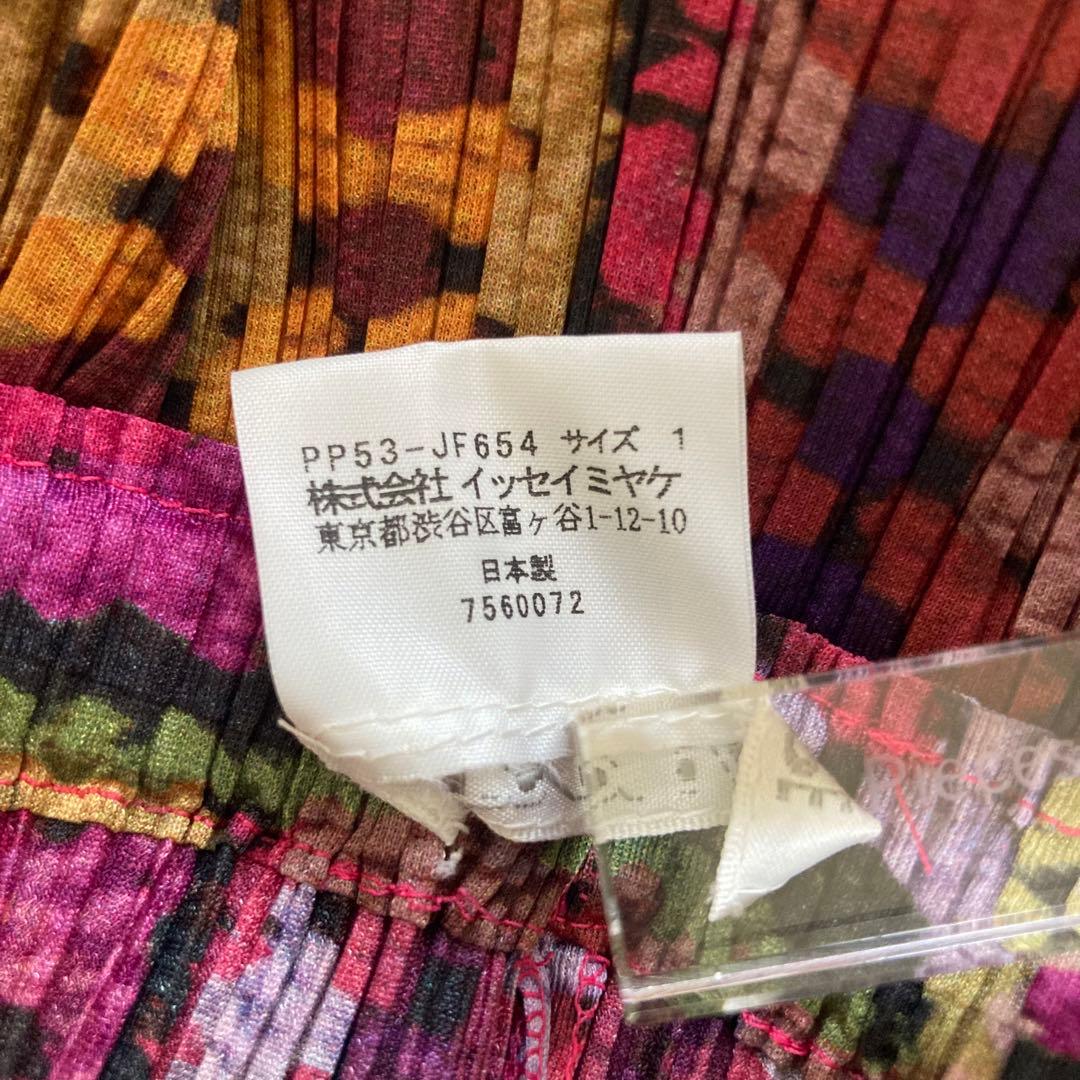 PP53-JF654 サイズ 1
株式会社 イッセイミヤケ
東京都渋谷区富ヶ谷1-12-10
日本製
7560072
Pieces